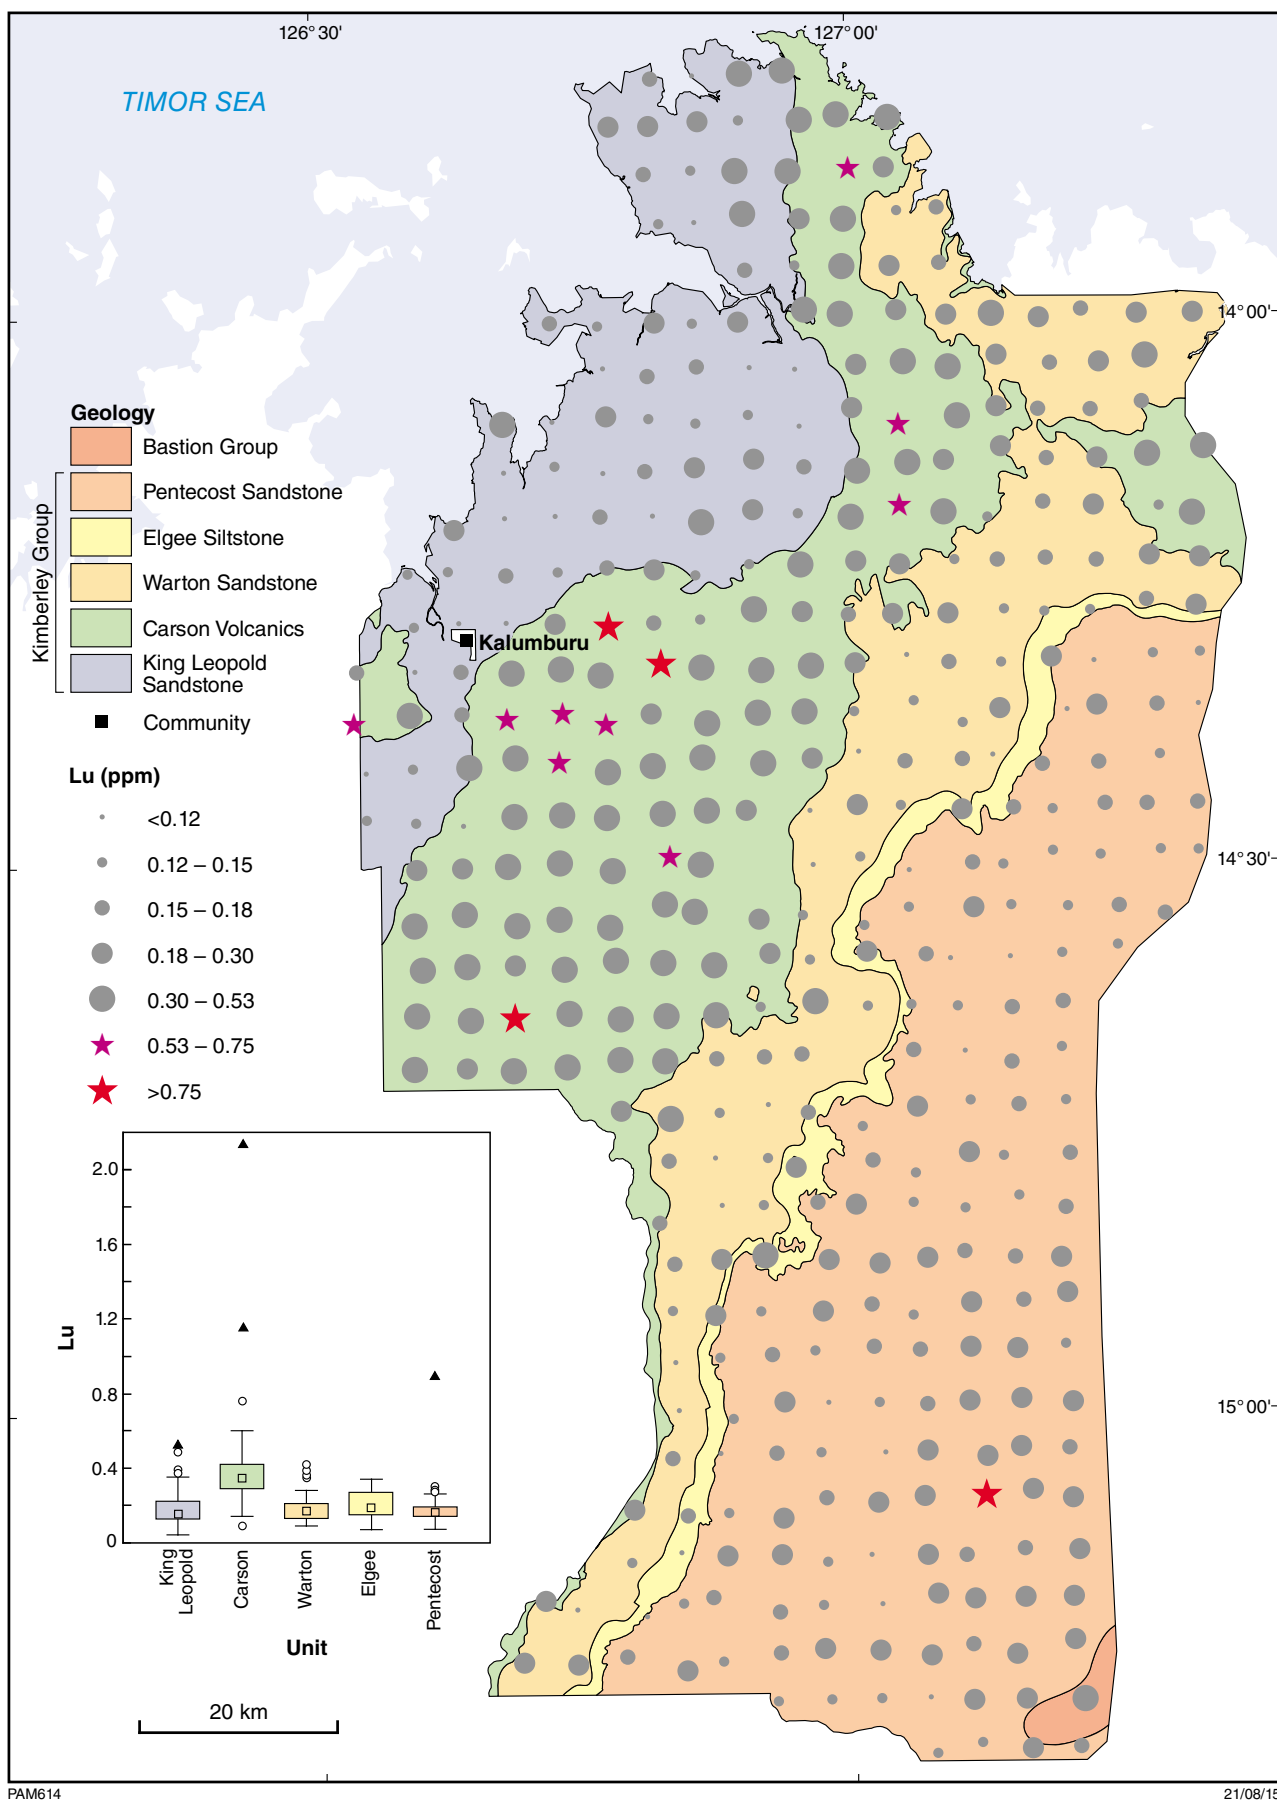 126° 30'
127° 00'
TIMOR SEA
14° 00'
Geology
Bastion Group
Pentecost Sandstone
Elgee Siltstone
Warton Sandstone
Carson Volcanics
King Leopold
Sandstone
Kimberley Group
Community
Kalumburu
Lu (ppm)
<0.12
0.12 – 0.15
0.15 – 0.18
0.18 – 0.30
0.30 – 0.53
0.53 – 0.75
>0.75
14° 30'
15° 00'
2.0
1.6
1.2
0.8
0.4
0
Lu
King
Leopold
Carson
Warton
Elgee
Pentecost
Unit
20 km
PAM614
21/08/15